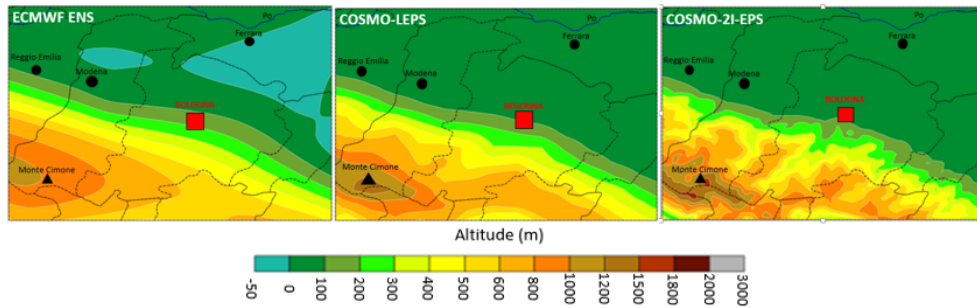 ECMWF ENS
Po
Ferrara
Reggio Emilia
Modena
BOLOGNA
Monte Cimone
COSMO-LEPS
Po
Ferrara
Reggio Emilia
Modena
BOLOGNA
Monte Cimone
COSMO-2I-EPS
Po
Ferrara
Reggio Emilia
Modena
BOLOGNA
Monte Cimone
Altitude (m)
-50 0 100 200 300 400 500 600 800 1000 1200 1500 1800 2000 3000